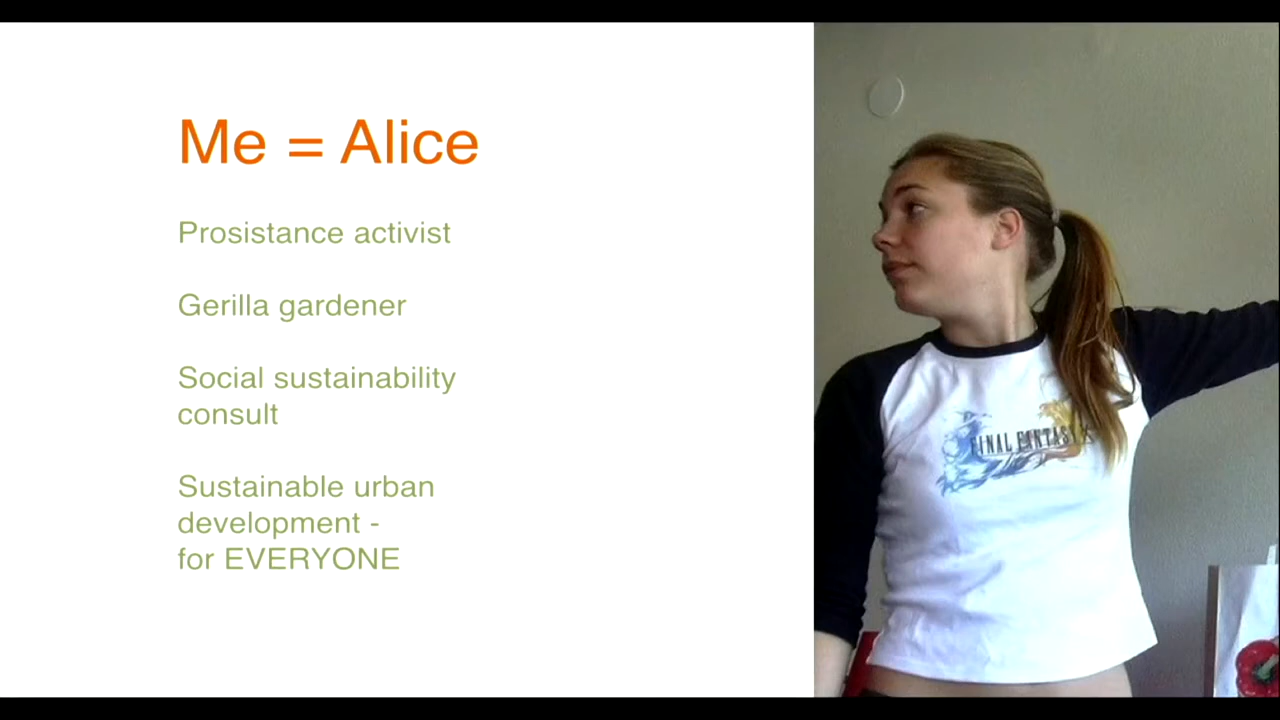 Me = Alice
Prosistance activist
Gerilla gardener
Social sustainability
consult
Sustainable urban
development -
for EVERYONE
FINAL FANTASY X